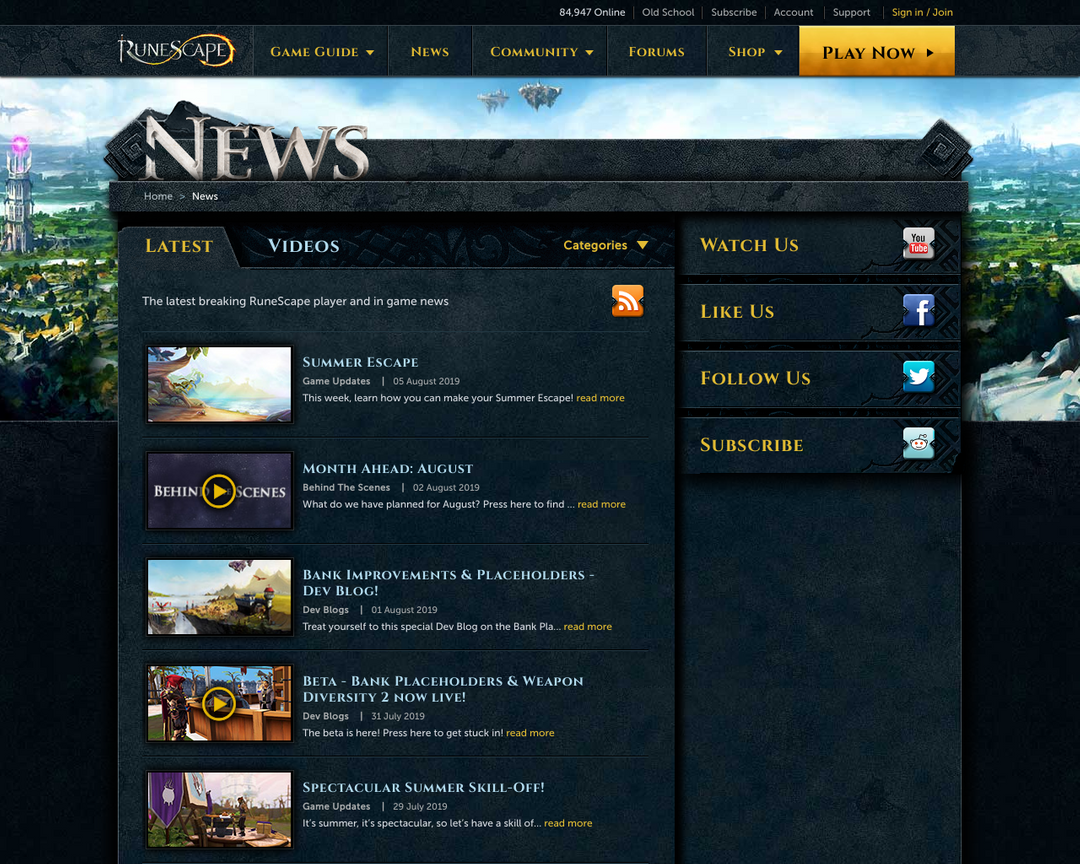 84,947 Online
Old School
Subscribe
Account
Support
Sign in / Join
RuneScape
Game Guide
News
Community
Forums
Shop
Play Now
News
Home > News
Latest
Videos
Categories
Watch Us
You Tube
The latest breaking RuneScape player and in game news
Like Us
f
Follow Us
Subscribe
Summer Escape
Game Updates | 05 August 2019
This week, learn how you can make your Summer Escape! read more
Behind the Scenes
Month Ahead: August
Behind The Scenes | 02 August 2019
What do we have planned for August? Press here to find ... read more
Bank Improvements & Placeholders -
Dev Blog!
Dev Blogs | 01 August 2019
Treat yourself to this special Dev Blog on the Bank Pla... read more
Beta - Bank Placeholders & Weapon
Diversity 2 now live!
Dev Blogs | 31 July 2019
The beta is here! Press here to get stuck in! read more
Spectacular Summer Skill-Off!
Game Updates | 29 July 2019
It's summer, it's spectacular, so let's have a skill of... read more